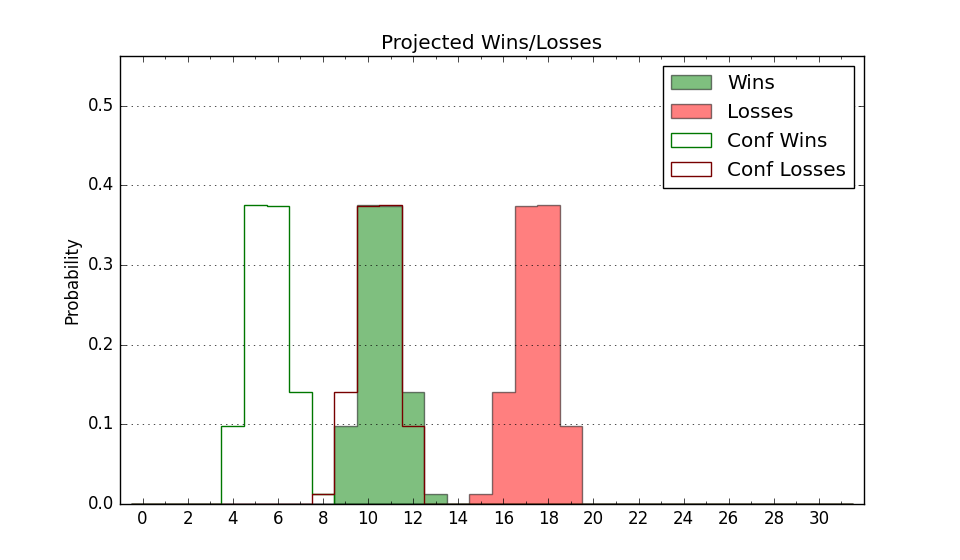 Projected Wins/Losses
Wins
Losses
Conf Wins
Conf Losses
Probability
0.5
0.4
0.3
0.2
0.1
0.0
0 2 4 6 8 10 12 14 16 18 20 22 24 26 28 30